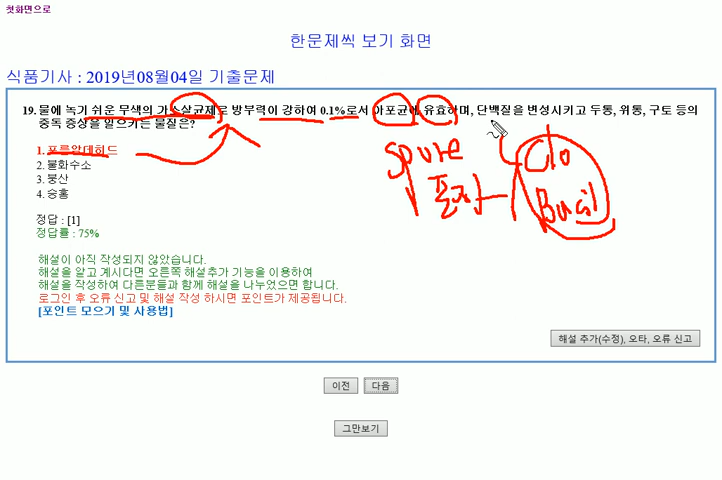 첫화면으로
한문제씩 보기 화면
식품기사 : 2019년08월04일 기출문제
19. 물에 녹기 쉬운 무색의 가스살균제로 방부력이 강하여 0.1%로서 아포균에 유효하며, 단백질을 변성시키고 두통, 위통, 구토 등의
중독 증상을 일으키는 물질은?
spore
포자
Clo
Bacil
1. 포름알데히드
2. 불화수소
3. 붕산
4. 승홍
정답 : [1]
정답률 : 75%
해설이 아직 작성되지 않았습니다.
해설을 알고 계시다면 오른쪽 해설추가 기능을 이용하여
해설을 작성하여 다른분들과 함께 해설을 나누었으면 합니다.
로그인 후 오류 신고 및 해설 작성 하시면 포인트가 제공됩니다.
[포인트 모으기 및 사용법]
해설 추가(수정), 오타, 오류 신고
이전 다음
그만보기